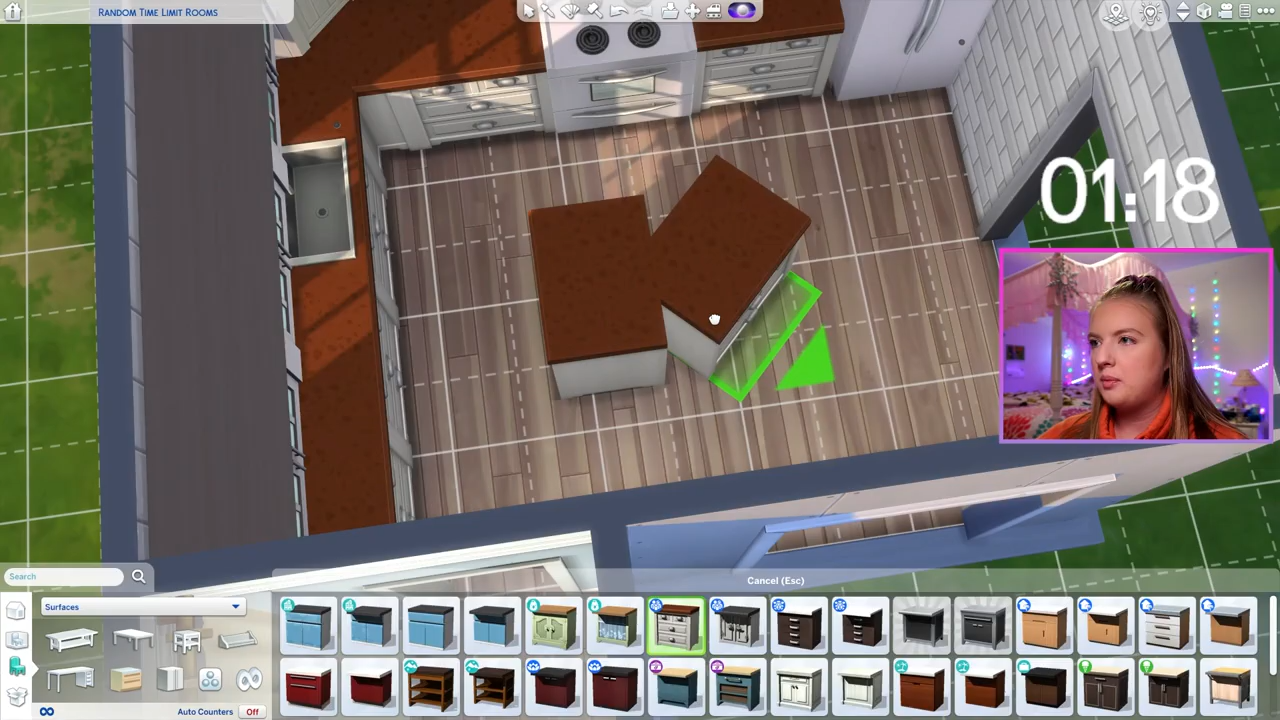 RANDOM TIME LIMIT ROOMS
01:18
Cancel (Esc)
Search
Surfaces
Auto Counters Off